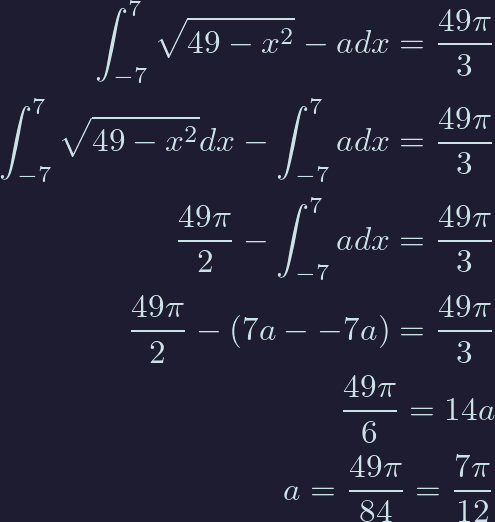 \int_{-7}^{7} \sqrt{49 - x^2} - adx = \frac{49\pi}{3}
\int_{-7}^{7} \sqrt{49 - x^2}dx - \int_{-7}^{7} adx = \frac{49\pi}{3}
\frac{49\pi}{2} - \int_{-7}^{7} adx = \frac{49\pi}{3}
\frac{49\pi}{2} - (7a - -7a) = \frac{49\pi}{3}
\frac{49\pi}{6} = 14a
a = \frac{49\pi}{84} = \frac{7\pi}{12}